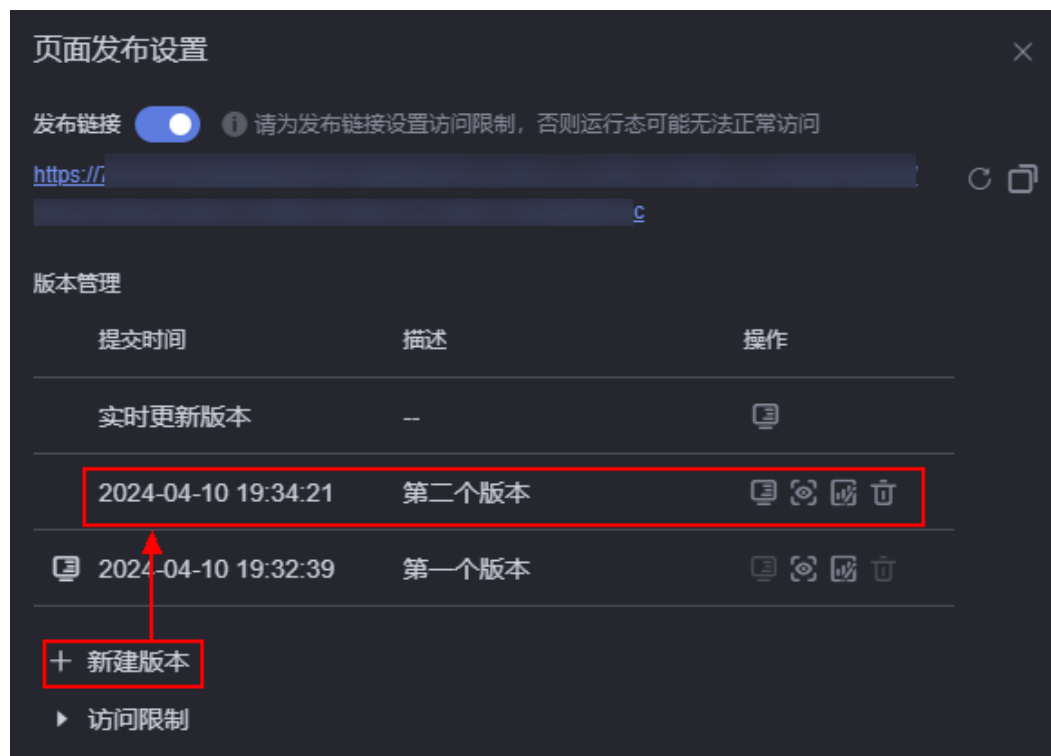 页面发布设置
发布链接 请为发布链接设置访问限制，否则运行态可能无法正常访问
https://7
c
版本管理
提交时间 描述 操作
实时更新版本 --
2024-04-10 19:34:21 第二个版本
2024-04-10 19:32:39 第一个版本
+ 新建版本
访问限制